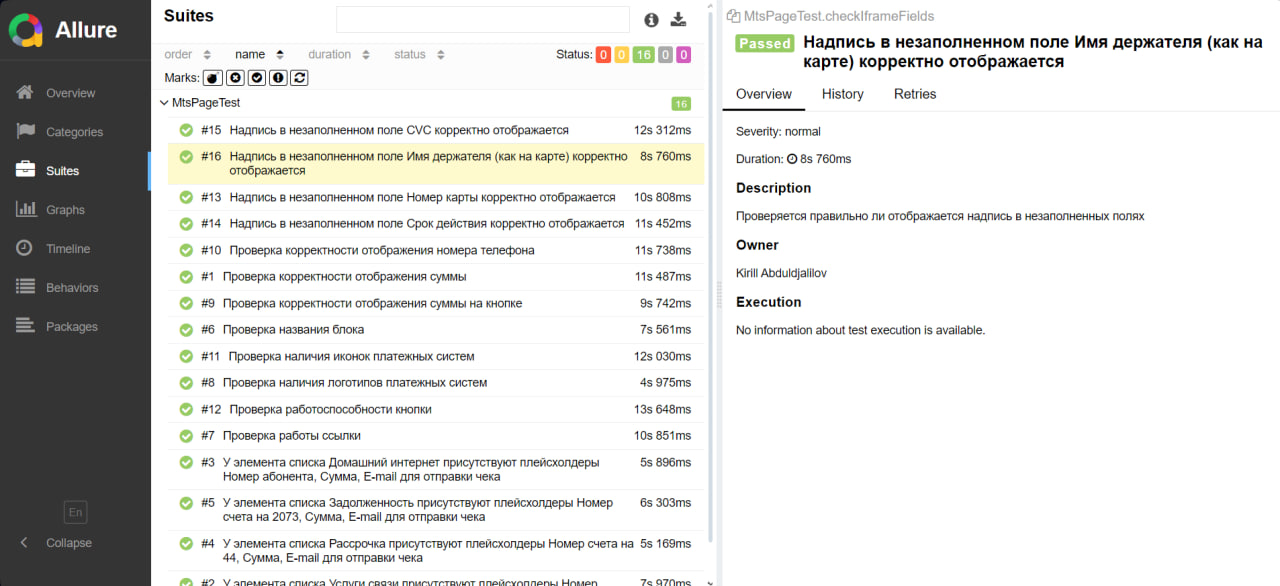 Allure
Overview
Categories
Suites
Graphs
Timeline
Behaviors
Packages
En
Collapse
Suites
order name duration status Status: 0 0 16 0 0
Marks:
MtsPageTest 16
#15 Надпись в незаполненном поле CVC корректно отображается 12s 312ms
#16 Надпись в незаполненном поле Имя держателя (как на карте) корректно 8s 760ms
отображается
#13 Надпись в незаполненном поле Номер карты корректно отображается 10s 808ms
#14 Надпись в незаполненном поле Срок действия корректно отображается 11s 452ms
#10 Проверка корректности отображения номера телефона 11s 738ms
#1 Проверка корректности отображения суммы 11s 487ms
#9 Проверка корректности отображения суммы на кнопке 9s 742ms
#6 Проверка названия блока 7s 561ms
#11 Проверка наличия иконок платежных систем 12s 030ms
#8 Проверка наличия логотипов платежных систем 4s 975ms
#12 Проверка работоспособности кнопки 13s 648ms
#7 Проверка работы ссылки 10s 851ms
#3 У элемента списка Домашний интернет присутствуют плейсхолдеры 5s 896ms
Номер абонента, Сумма, E-mail для отправки чека
#5 У элемента списка Задолженность присутствуют плейсхолдеры Номер 6s 303ms
счета на 2073, Сумма, E-mail для отправки чека
#4 У элемента списка Рассрочка присутствуют плейсхолдеры Номер счета на 5s 169ms
44, Сумма, E-mail для отправки чека
#2 У элемента списка Услуги связи присутствуют плейсхолдеры Номер 7s 970ms
MtsPageTest.checkIframeFields
Passed Надпись в незаполненном поле Имя держателя (как на
карте) корректно отображается
Overview History Retries
Severity: normal
Duration: 8s 760ms
Description
Проверяется правильно ли отображается надпись в незаполненных полях
Owner
Kirill Abduldjalilov
Execution
No information about test execution is available.